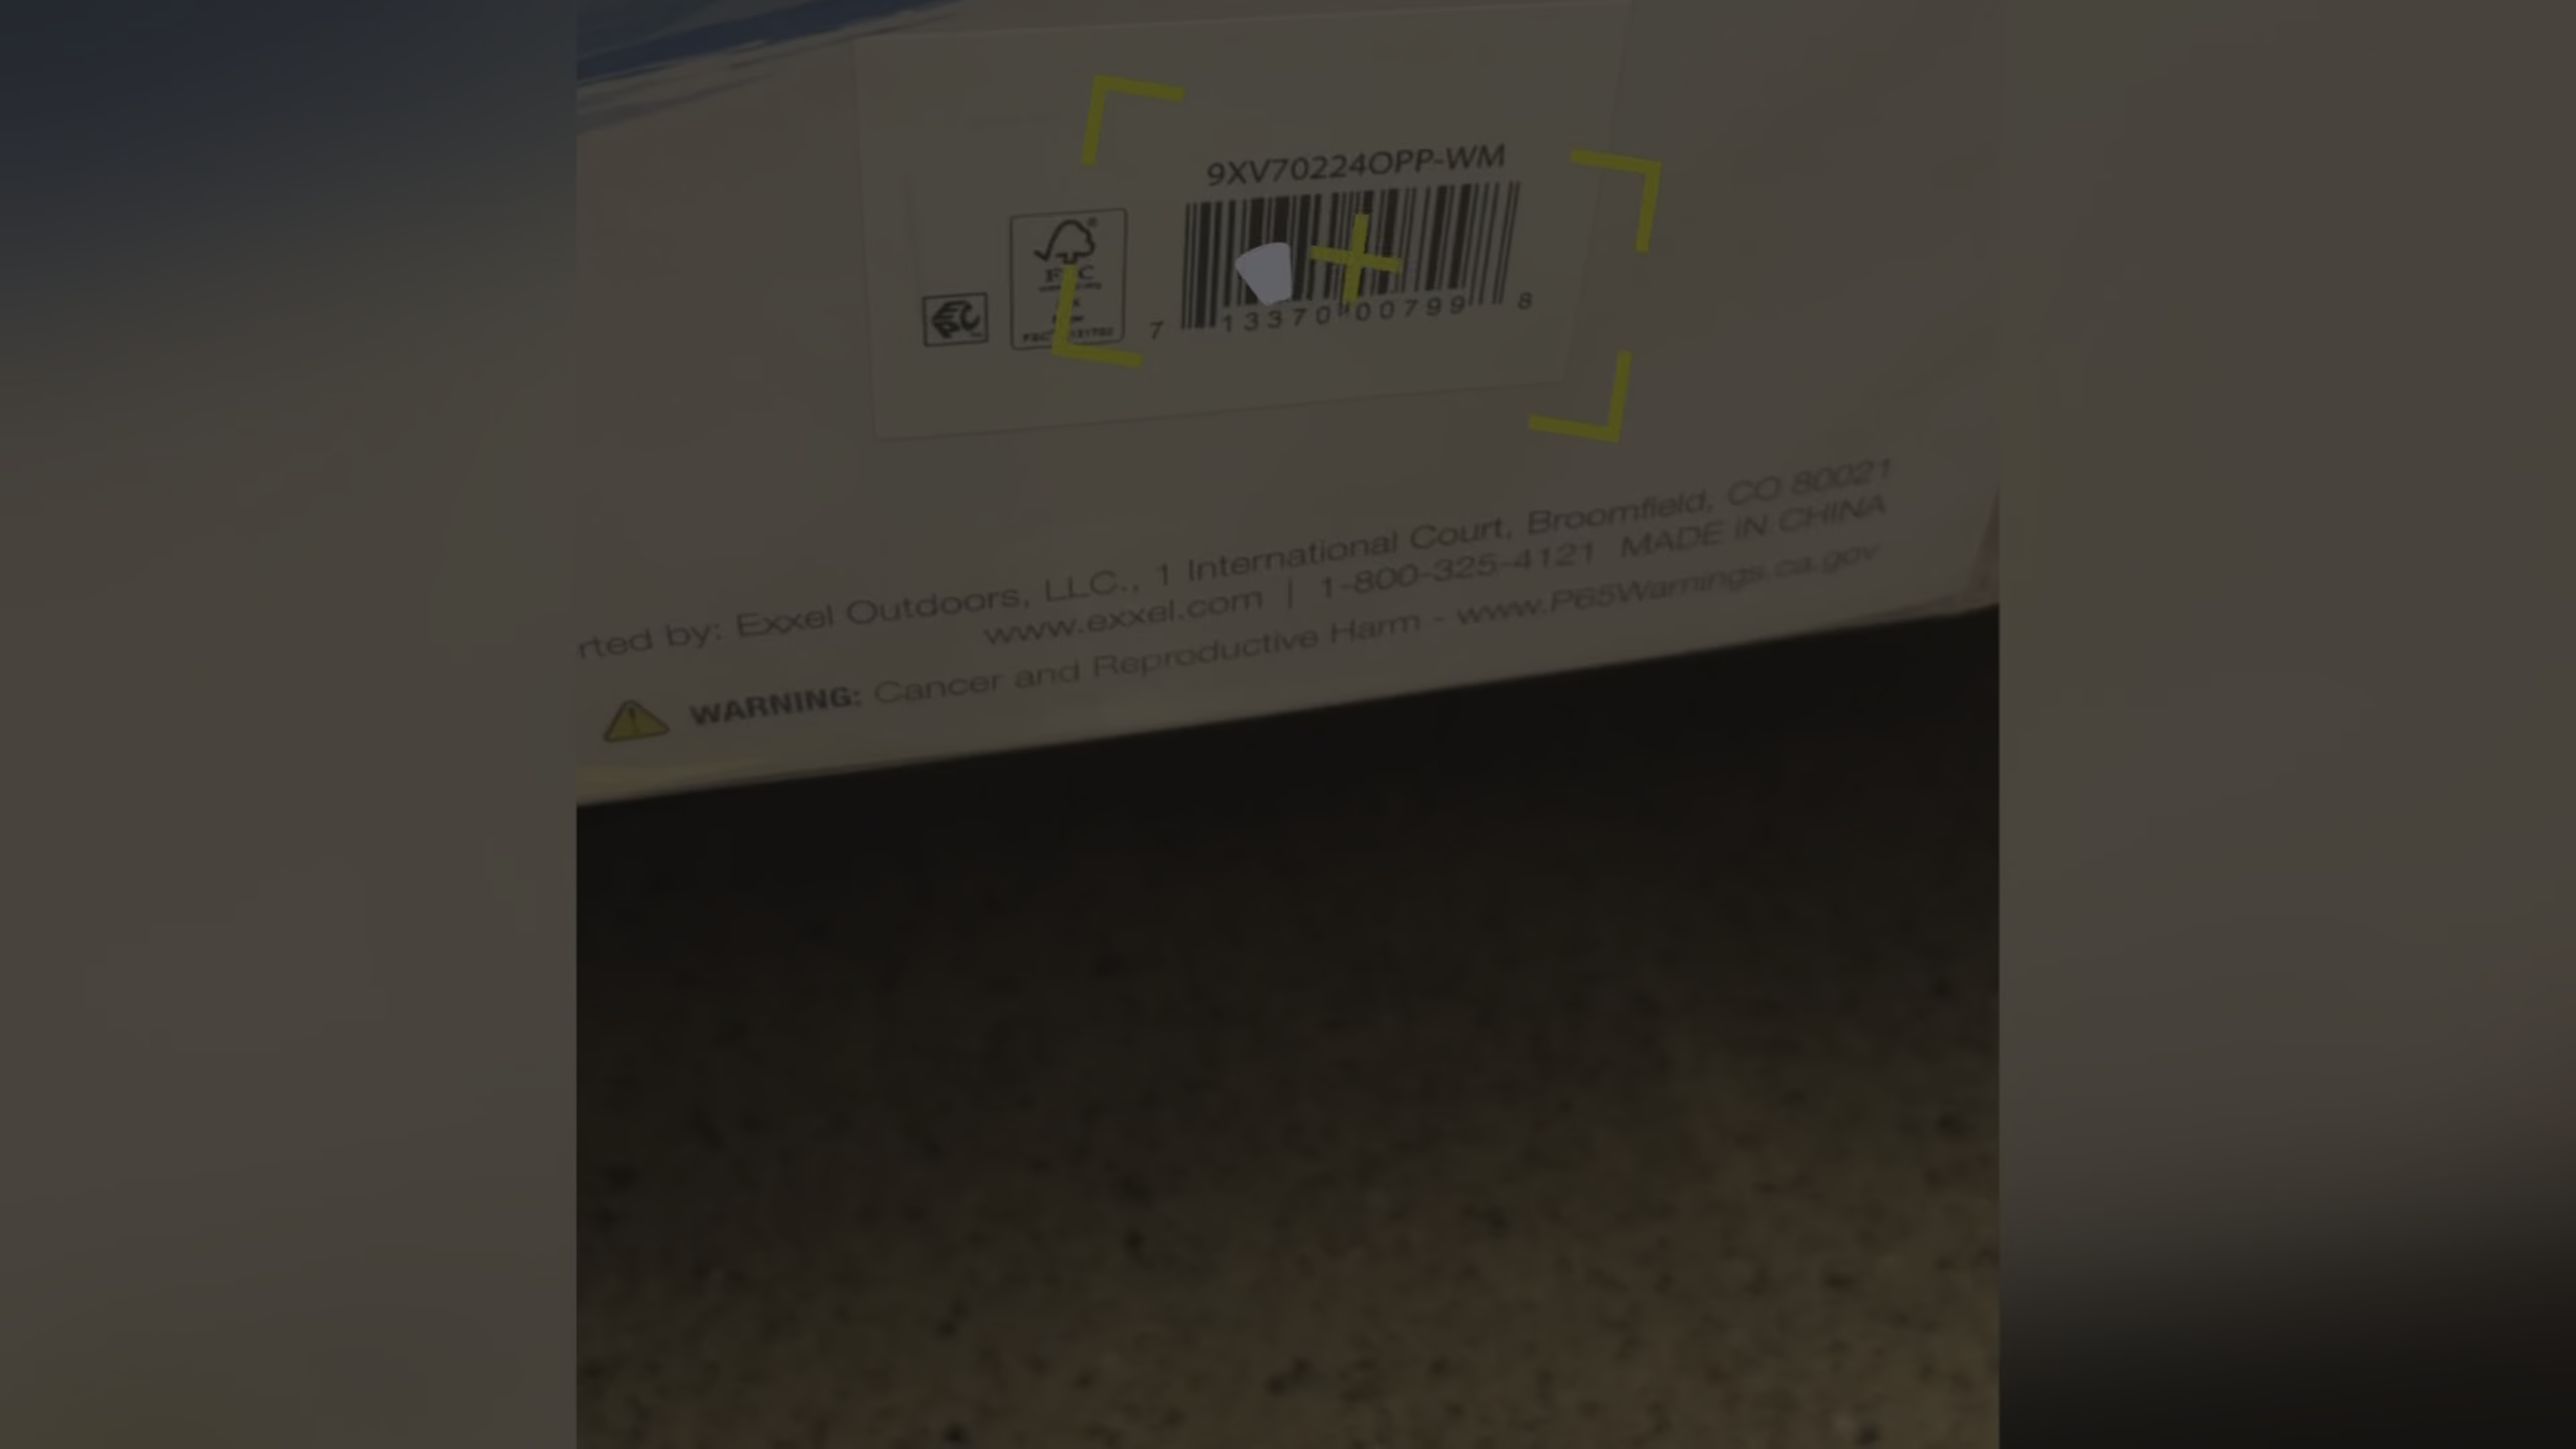 9XV70224OPP-WM
7 13370 00799 8
rted by: Exxel Outdoors, LLC., 1 International Court, Broomfield, CO 80021
www.exxel.com | 1-800-325-4121 MADE IN CHINA
WARNING: Cancer and Reproductive Harm - www.P65Warnings.ca.gov